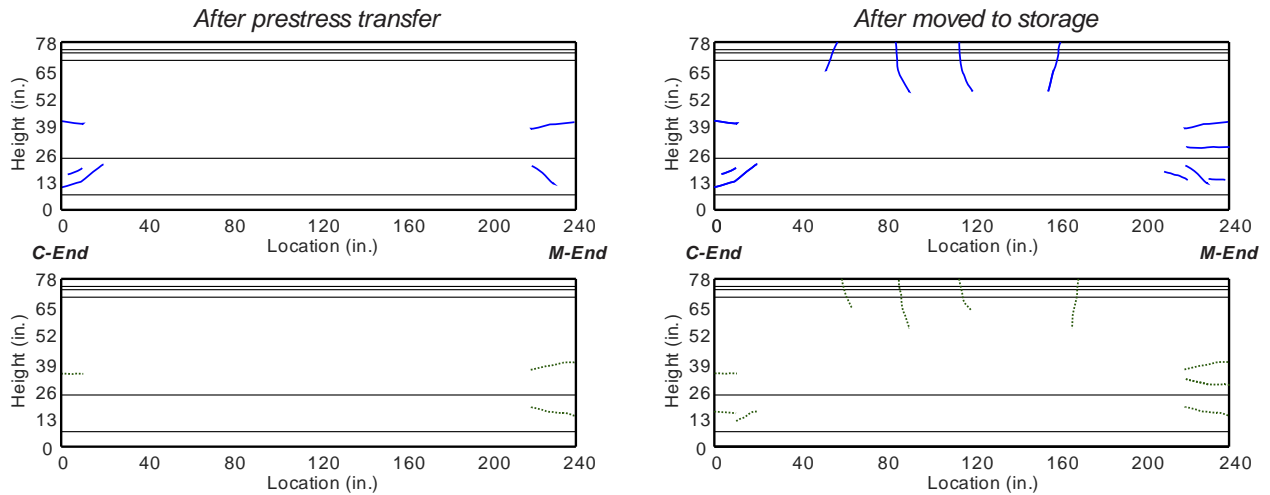 After prestress transfer
After moved to storage
Height (in.)
78
65
52
39
26
13
0
0 40 80 120 160 200 240
Location (in.)
C-End M-End
Height (in.)
78
65
52
39
26
13
0
0 40 80 120 160 200 240
Location (in.)
C-End M-End
Height (in.)
78
65
52
39
26
13
0
0 40 80 120 160 200 240
Location (in.)
Height (in.)
78
65
52
39
26
13
0
0 40 80 120 160 200 240
Location (in.)